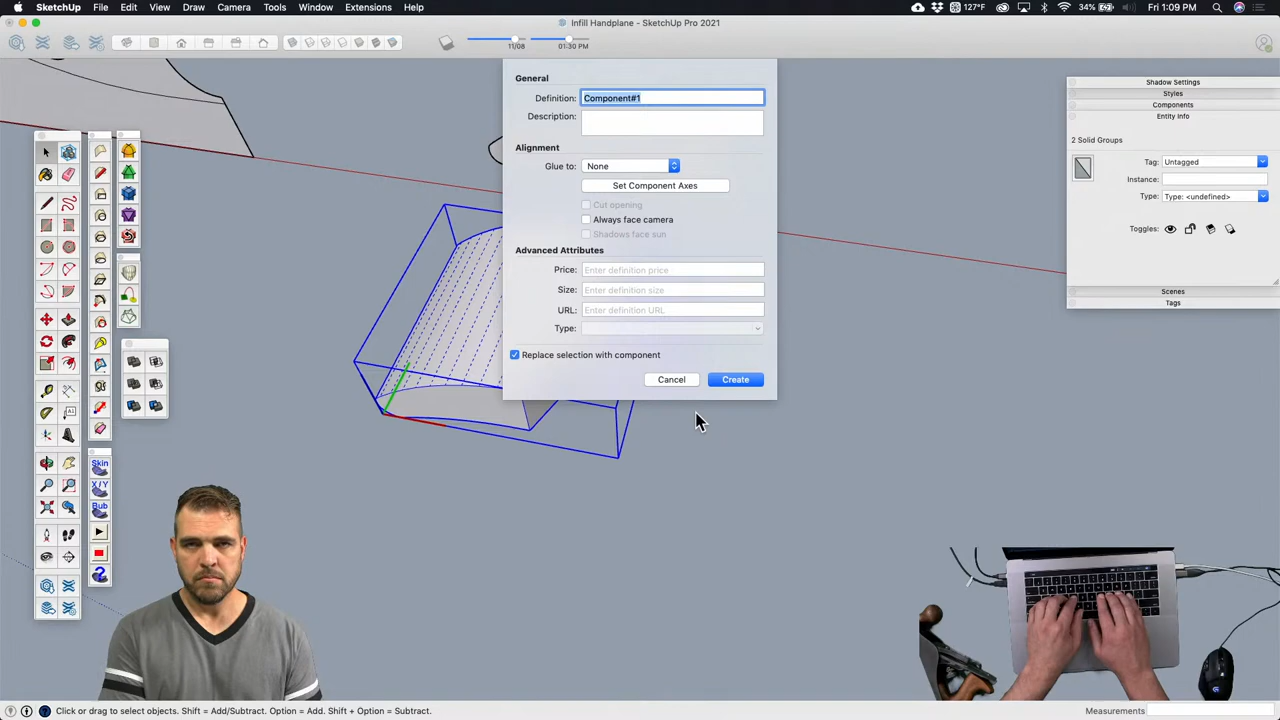 SketchUp File Edit View Draw Camera Tools Window Extensions Help 127°F 34% Fri 1:09 PM
Infill Handplane - SketchUp Pro 2021
11/08 01:30 PM
General
Definition: Component#1
Description:
Alignment
Glue to: None
Set Component Axes
Cut opening
Always face camera
Shadows face sun
Advanced Attributes
Price: Enter definition price
Size: Enter definition size
URL: Enter definition URL
Type:
Replace selection with component
Cancel Create
Shadow Settings
Styles
Components
Entity Info
2 Solid Groups
Tag: Untagged
Instance:
Type: Type: <undefined>
Toggles:
Scenes
Tags
A1
Skin
X/Y
Bub
?
G
Click or drag to select objects. Shift = Add/Subtract. Option = Add. Shift + Option = Subtract.
Measurements